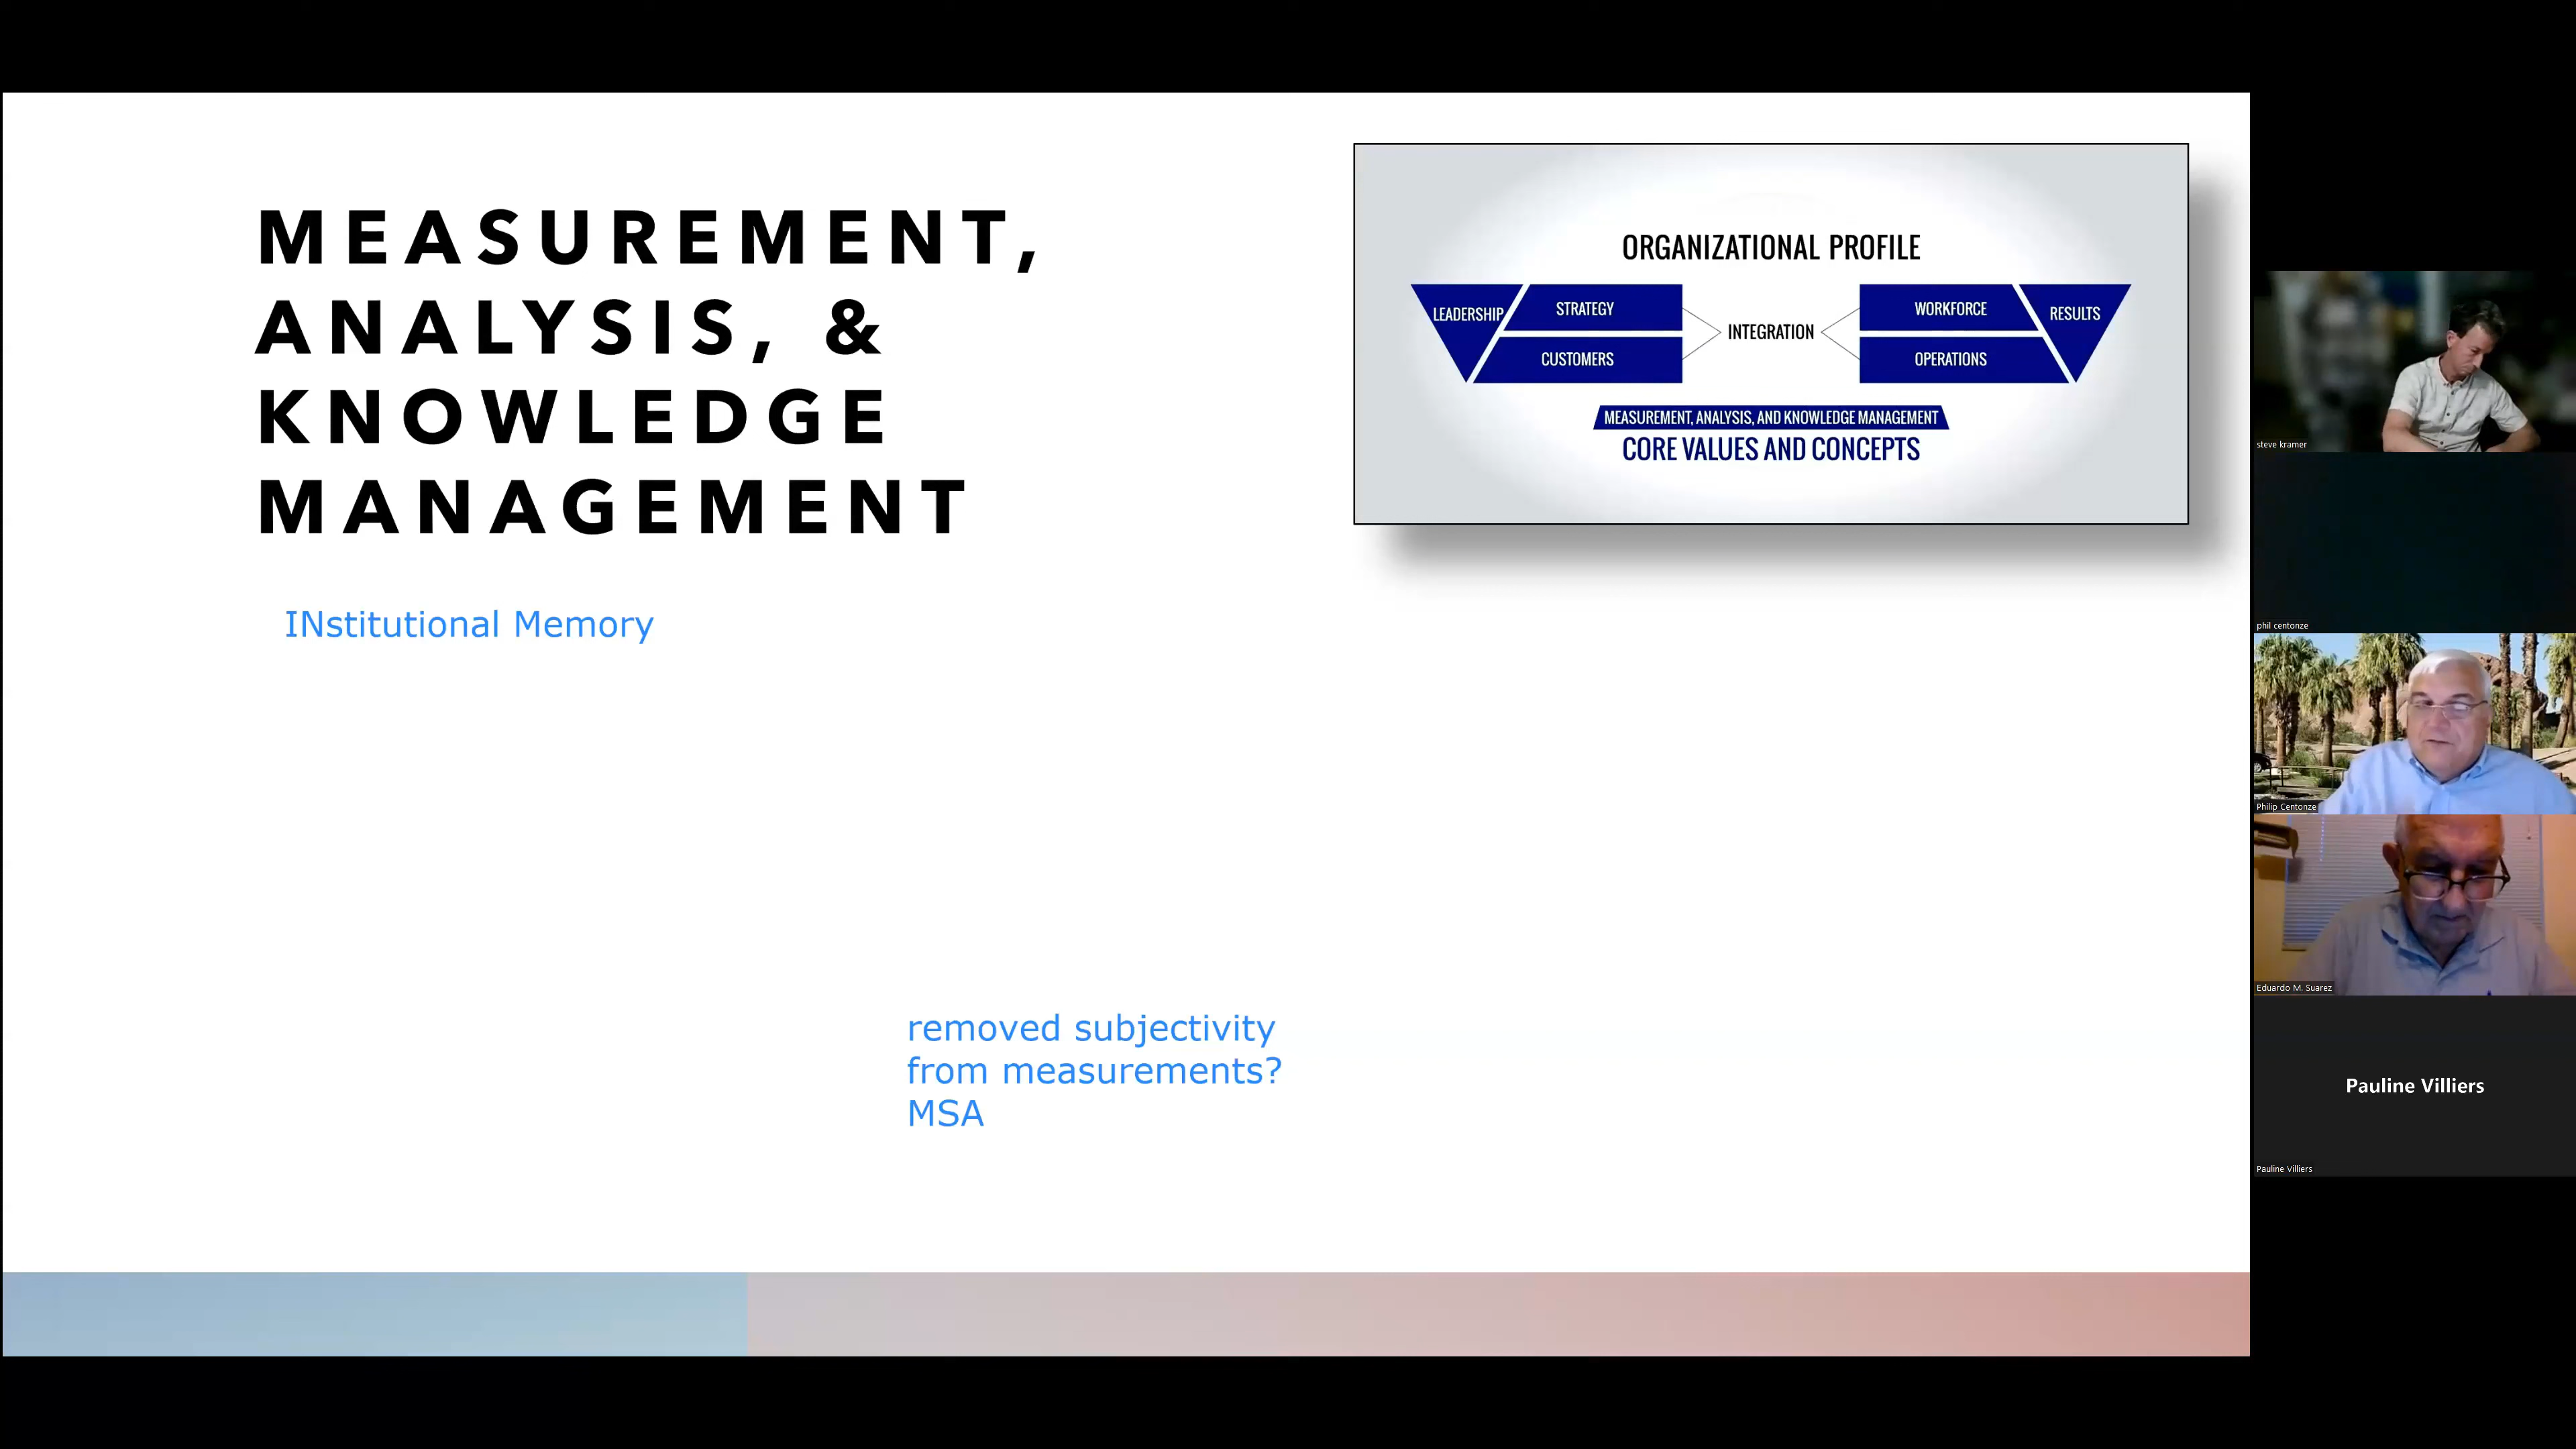 MEASUREMENT,
ANALYSIS, &
KNOWLEDGE
MANAGEMENT
INstitutional Memory
removed subjectivity
from measurements?
MSA
ORGANIZATIONAL PROFILE
LEADERSHIP
STRATEGY
CUSTOMERS
INTEGRATION
WORKFORCE
OPERATIONS
RESULTS
MEASUREMENT, ANALYSIS, AND KNOWLEDGE MANAGEMENT
CORE VALUES AND CONCEPTS
steve kramer
phil centonze
Philip Centonze
Eduardo M. Suarez
Pauline Villiers
Pauline Villiers